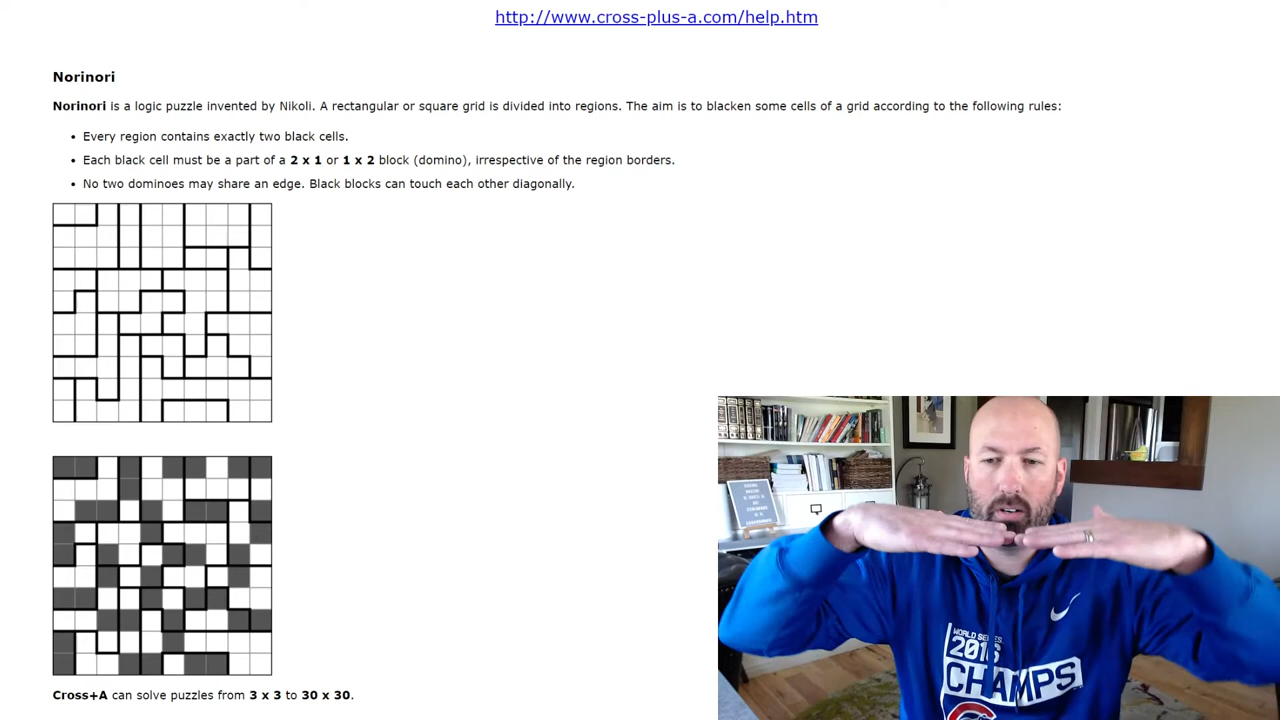 http://www.cross-plus-a.com/help.htm
Norinori
Norinori is a logic puzzle invented by Nikoli. A rectangular or square grid is divided into regions. The aim is to blacken some cells of a grid according to the following rules:
• Every region contains exactly two black cells.
• Each black cell must be a part of a 2 x 1 or 1 x 2 block (domino), irrespective of the region borders.
• No two dominoes may share an edge. Black blocks can touch each other diagonally.
Cross+A can solve puzzles from 3 x 3 to 30 x 30.
WORLD SERIES
2016
CHAMPS